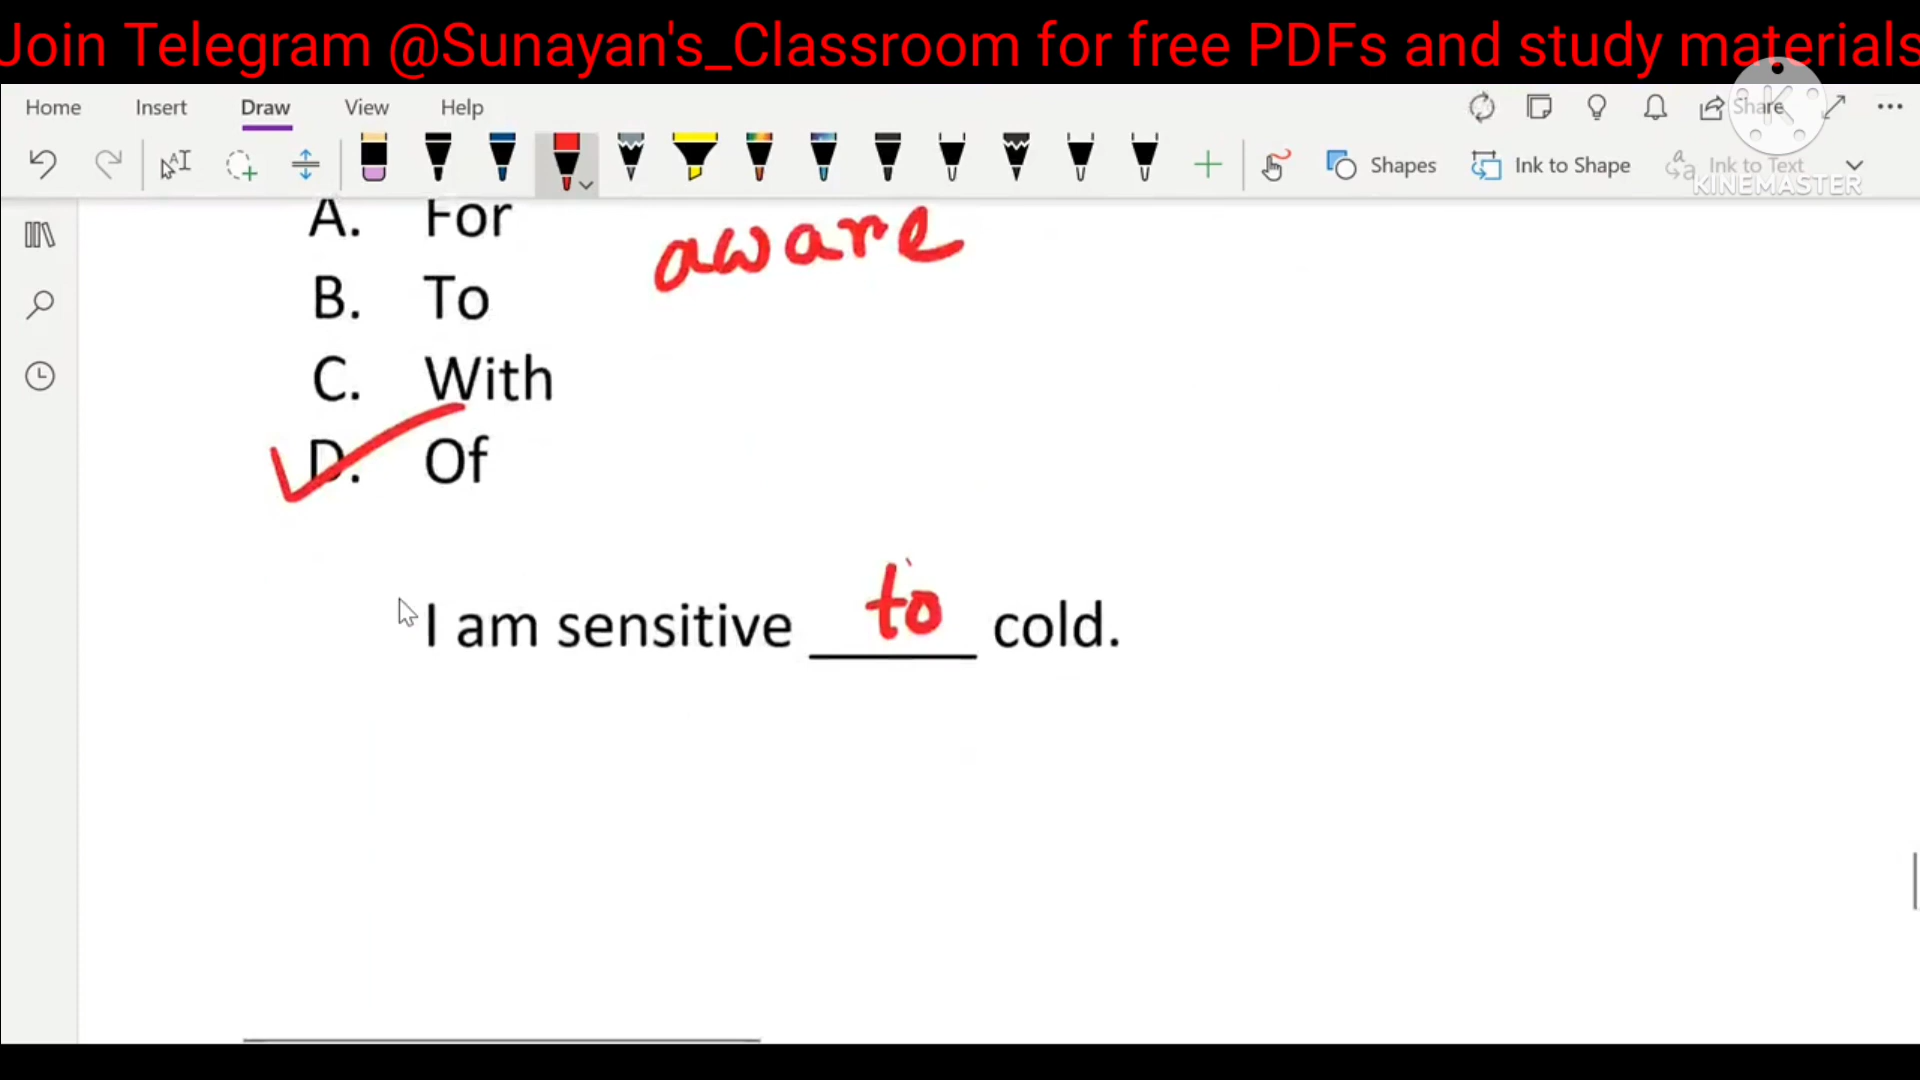 Join Telegram @Sunayan's_Classroom for free PDFs and study materials
Home Insert Draw View Help Share
Shapes Ink to Shape Ink to Text
KINEMASTER
A. For
aware
B. To
C. With
D. Of
I am sensitive to cold.